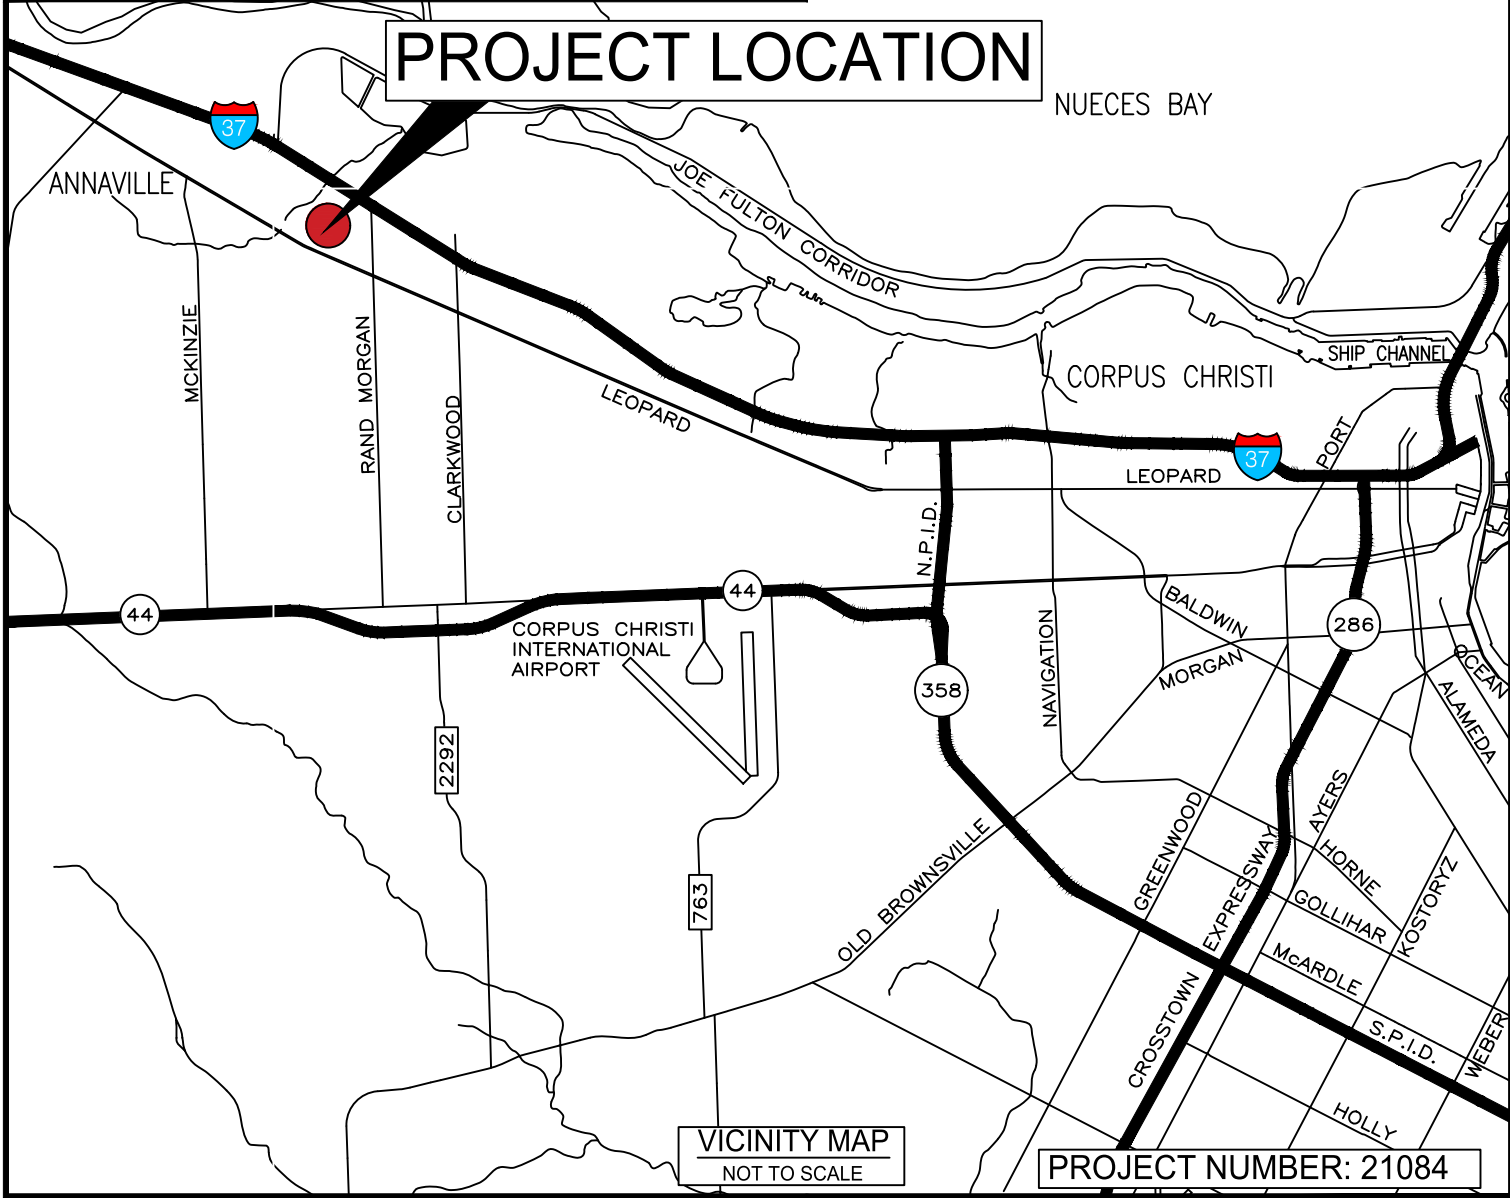 PROJECT LOCATION
NUECES BAY
37
ANNAVILLE
JOE FULTON CORRIDOR
MCKINZIE
RAND MORGAN
CLARKWOOD
LEOPARD
SHIP CHANNEL
CORPUS CHRISTI
PORT
37
LEOPARD
N.P.I.D.
44
44
CORPUS CHRISTI
INTERNATIONAL
AIRPORT
NAVIGATION
BALDWIN
MORGAN
286
OCEAN
ALAMEDA
358
2292
763
OLD BROWNSVILLE
GREENWOOD
CROSSTOWN EXPRESSWAY
AYERS
HORNE
GOLLIHAR
KOSTORYZ
McARDLE
S.P.I.D.
WEBER
HOLLY
VICINITY MAP
NOT TO SCALE
PROJECT NUMBER: 21084